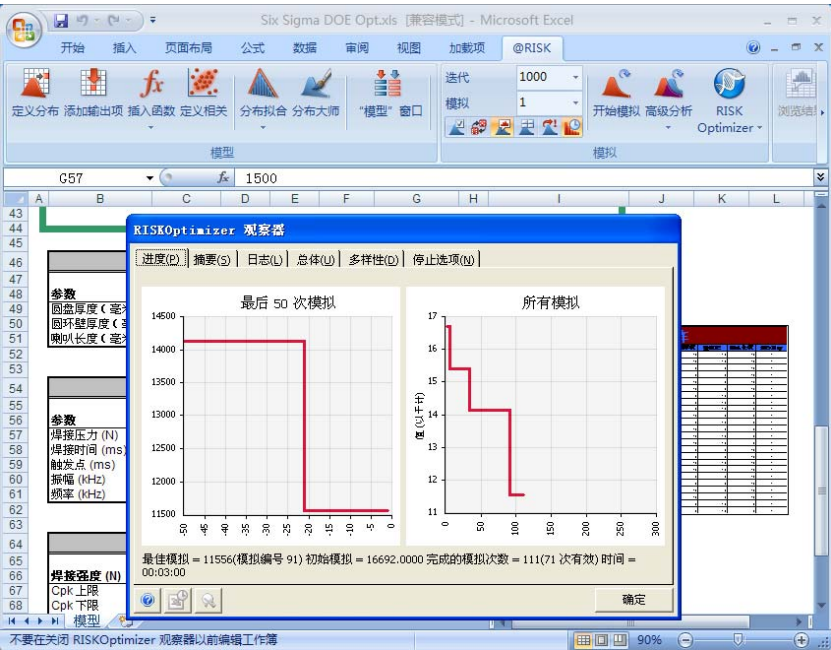 Six Sigma DOE Opt.xls [兼容模式] - Microsoft Excel
开始 插入 页面布局 公式 数据 审阅 视图 加载项 @RISK
定义分布 添加输出项 插入函数 定义相关 分布拟合 分布大师 "模型" 窗口
迭代 1000
模拟 1
开始模拟 高级分析 RISK Optimizer 浏览结
模型 模拟
G57 fx 1500
A B C D E F G H I J K L
43
44
45
46
47
48 参数
49 圆盘厚度 ( 毫
50 圆环壁厚度 (
51 喇叭长度 ( 毫
52
53
54
55
56 参数
57 焊接压力 (N)
58 焊接时间 (ms)
59 触发点 (ms)
60 振幅 (kHz)
61 频率 (kHz)
62
63
64
65
66 焊接强度 (N)
67 Cpk 上限
68 Cpk 下限
RISKOptimizer 观察器
进度(P) 摘要(S) 日志(L) 总体(U) 多样性(D) 停止选项(N)
最后 50 次模拟
14500
14000
13500
13000
12500
12000
11500
-50 -45 -40 -35 -30 -25 -20 -15 -10 -5 0
所有模拟
值 (以千计)
17
16
15
14
13
12
11
0 50 100 150 200 250 300
最佳模拟 = 11556(模拟编号 91) 初始模拟 = 16692.0000 完成的模拟次数 = 111(71 次有效) 时间 =
00:03:00
确定
模型
不要在关闭 RISKOptimizer 观察器以前编辑工作簿 90%